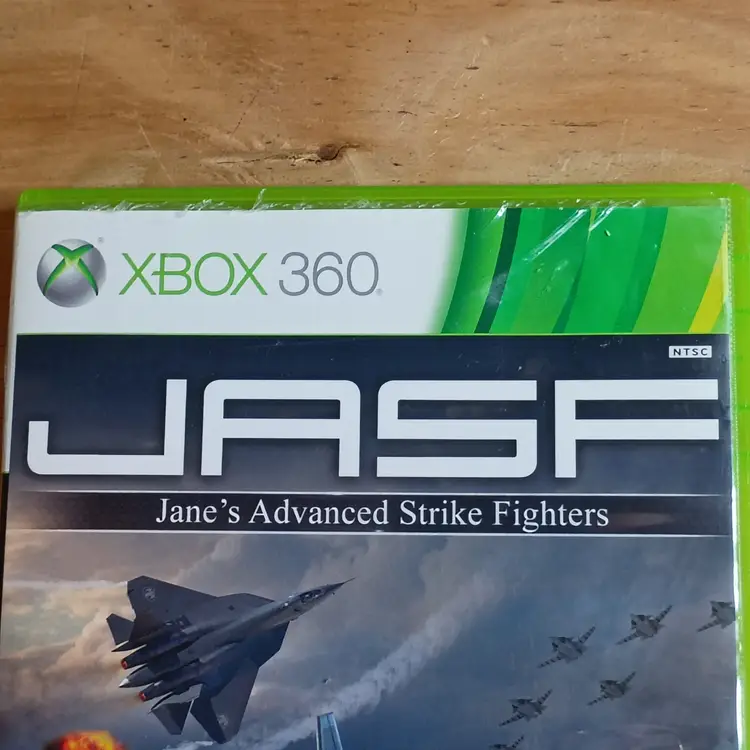 XBOX 360
NTSC
JASF
Jane's Advanced Strike Fighters